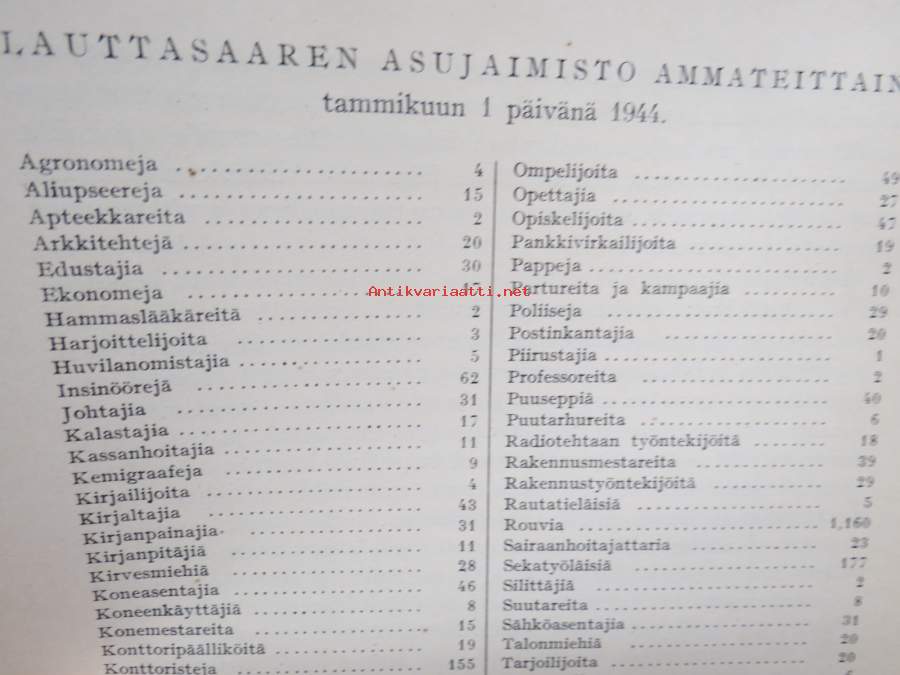 LAUTTASAAREN ASUJAIMISTO AMMATEITTAIN
tammikuun 1 päivänä 1944.
Agronomeja .................... 4
Aliupseereja .................... 15
Apteekkareita .................... 2
Arkkitehtejä .................... 20
Edustajia .................... 30
Ekonomeja ....................
Hammaslääkäreitä .................... 2
Harjoittelijoita .................... 3
Huvilanomistajia .................... 5
Insinöörejä .................... 62
Johtajia .................... 31
Kalastajia .................... 17
Kassanhoitajia .................... 11
Kemigraafeja .................... 9
Kirjailijoita .................... 4
Kirjaltajia .................... 43
Kirjanpainajia .................... 31
Kirjanpitäjiä .................... 11
Kirvesmiehiä .................... 28
Koneasentajia .................... 46
Koneenkäyttäjiä .................... 8
Konemestareita .................... 15
Konttoripäälliköitä .................... 19
Konttoristeja .................... 155
Ompelijoita .................... 49
Opettajia .................... 27
Opiskelijoita .................... 47
Pankkivirkailijoita .................... 19
Pappeja .................... 2
Partureita ja kampaajia .......... 10
Poliiseja .................... 29
Postinkantajia .................... 20
Piirustajia .................... 1
Professoreita .................... 2
Puuseppiä .................... 40
Puutarhureita .................... 6
Radiotehtaan työntekijöitä ........ 18
Rakennusmestareita .............. 39
Rakennustyöntekijöitä ............ 29
Rautatieläisiä .................... 5
Rouvia .................... 1,160
Sairaanhoitajattaria .............. 23
Sekatyöläisiä .................... 177
Silittäjiä .................... 2
Suutareita .................... 8
Sähköasentajia .................... 31
Talonmiehiä .................... 20
Tarjoilijoita .................... 20
Antikvariaatti.net